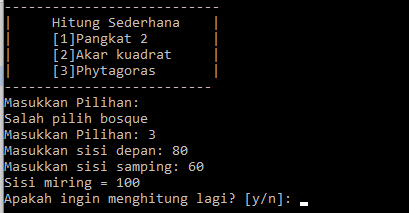 ---------------------------
|     Hitung Sederhana    |
|     [1]Pangkat 2        |
|     [2]Akar kuadrat     |
|     [3]Phytagoras       |
--------------------------
Masukkan Pilihan:
Salah pilih bosque
Masukkan Pilihan: 3
Masukkan sisi depan: 80
Masukkan sisi samping: 60
Sisi miring = 100
Apakah ingin menghitung lagi? [y/n]: _